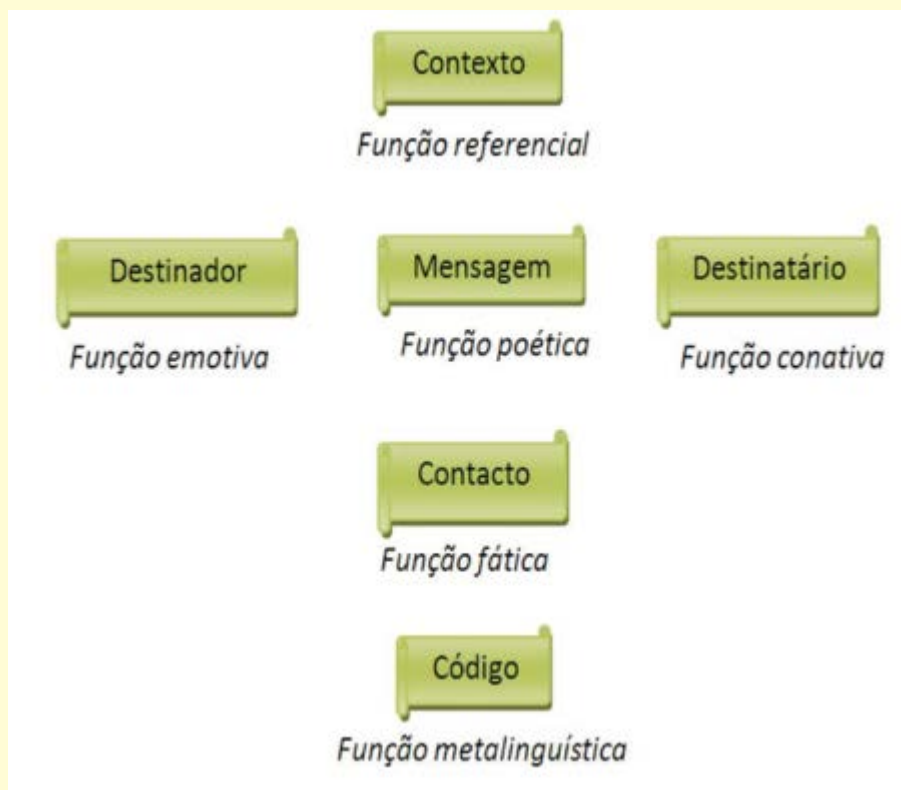 Contexto
Função referencial
Destinador
Mensagem
Destinatário
Função emotiva
Função poética
Função conativa
Contacto
Função fática
Código
Função metalinguística